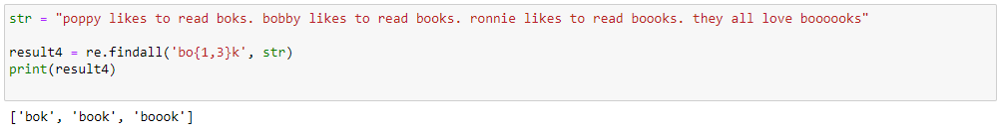 str = "poppy likes to read boks. bobby likes to read books. ronnie likes to read boooks. they all love boooooks"
result4 = re.findall('bo{1,3}k', str)
print(result4)
['bok', 'book', 'boook']